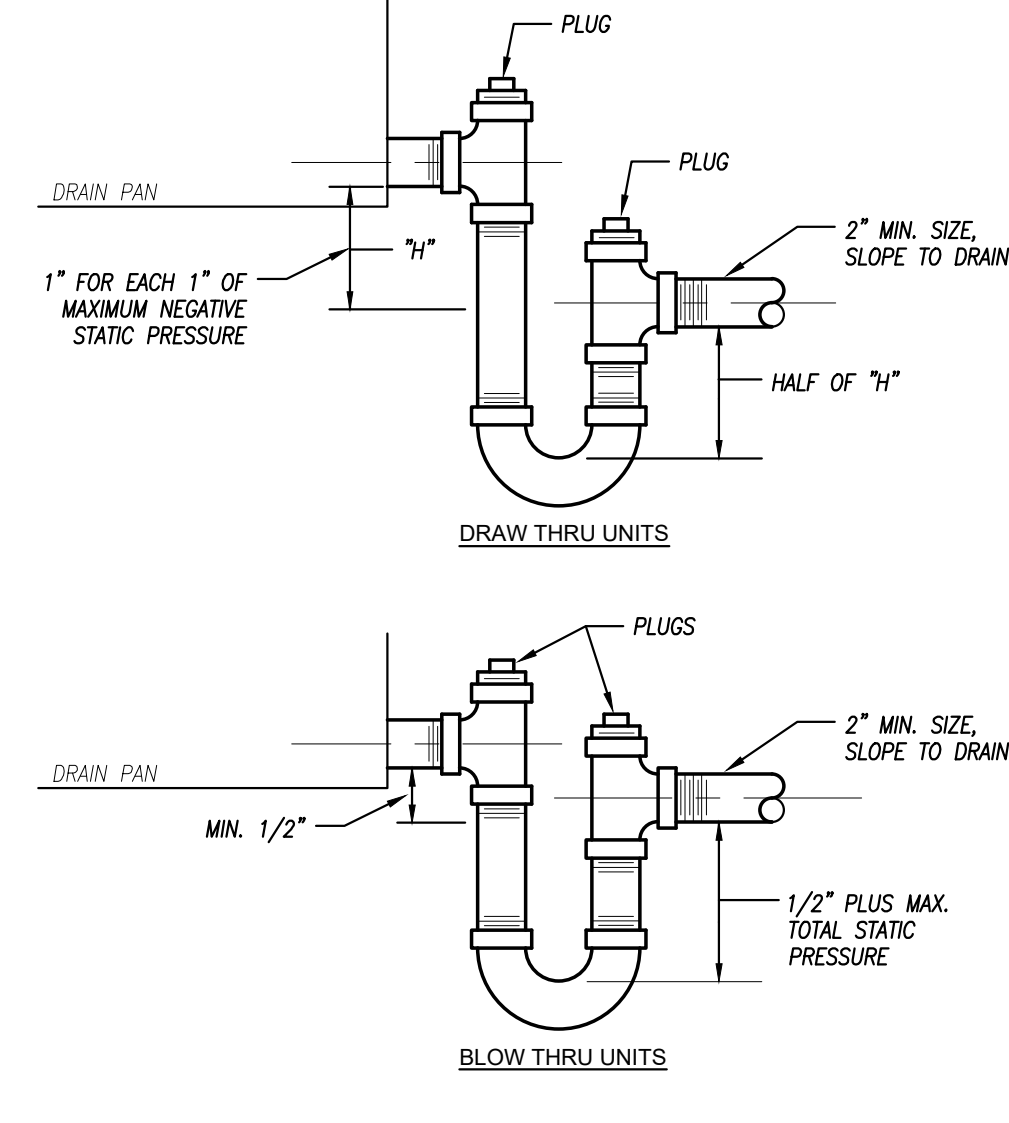 PLUG
PLUG
DRAIN PAN
"H"
2" MIN. SIZE,
SLOPE TO DRAIN
1" FOR EACH 1" OF
MAXIMUM NEGATIVE
STATIC PRESSURE
HALF OF "H"
DRAW THRU UNITS
PLUGS
2" MIN. SIZE,
SLOPE TO DRAIN
DRAIN PAN
MIN. 1/2"
1/2" PLUS MAX.
TOTAL STATIC
PRESSURE
BLOW THRU UNITS